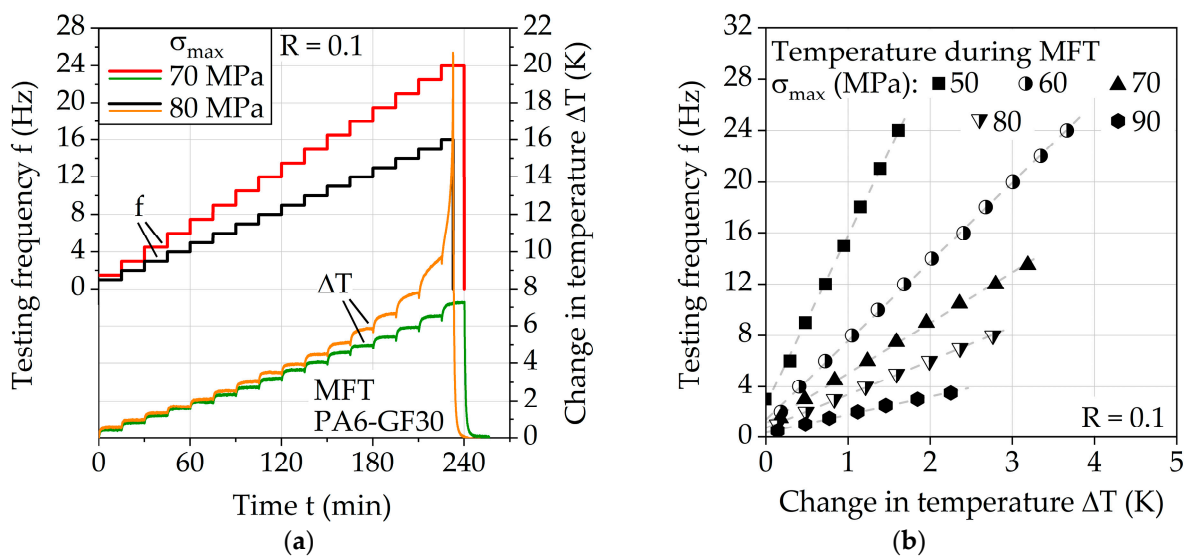 28
24
20
16
12
8
4
0
Testing frequency f (Hz)
σmax
70 MPa
80 MPa
R = 0.1
f
ΔT
MFT
PA6-GF30
22
20
18
16
14
12
10
8
6
4
2
0
Change in temperature ΔT (K)
0 60 120 180 240
Time t (min)
(a)
32
28
24
20
16
12
8
4
0
Testing frequency f (Hz)
Temperature during MFT
σmax (MPa): 50 60 70
80 90
R = 0.1
0 1 2 3 4 5
Change in temperature ΔT (K)
(b)